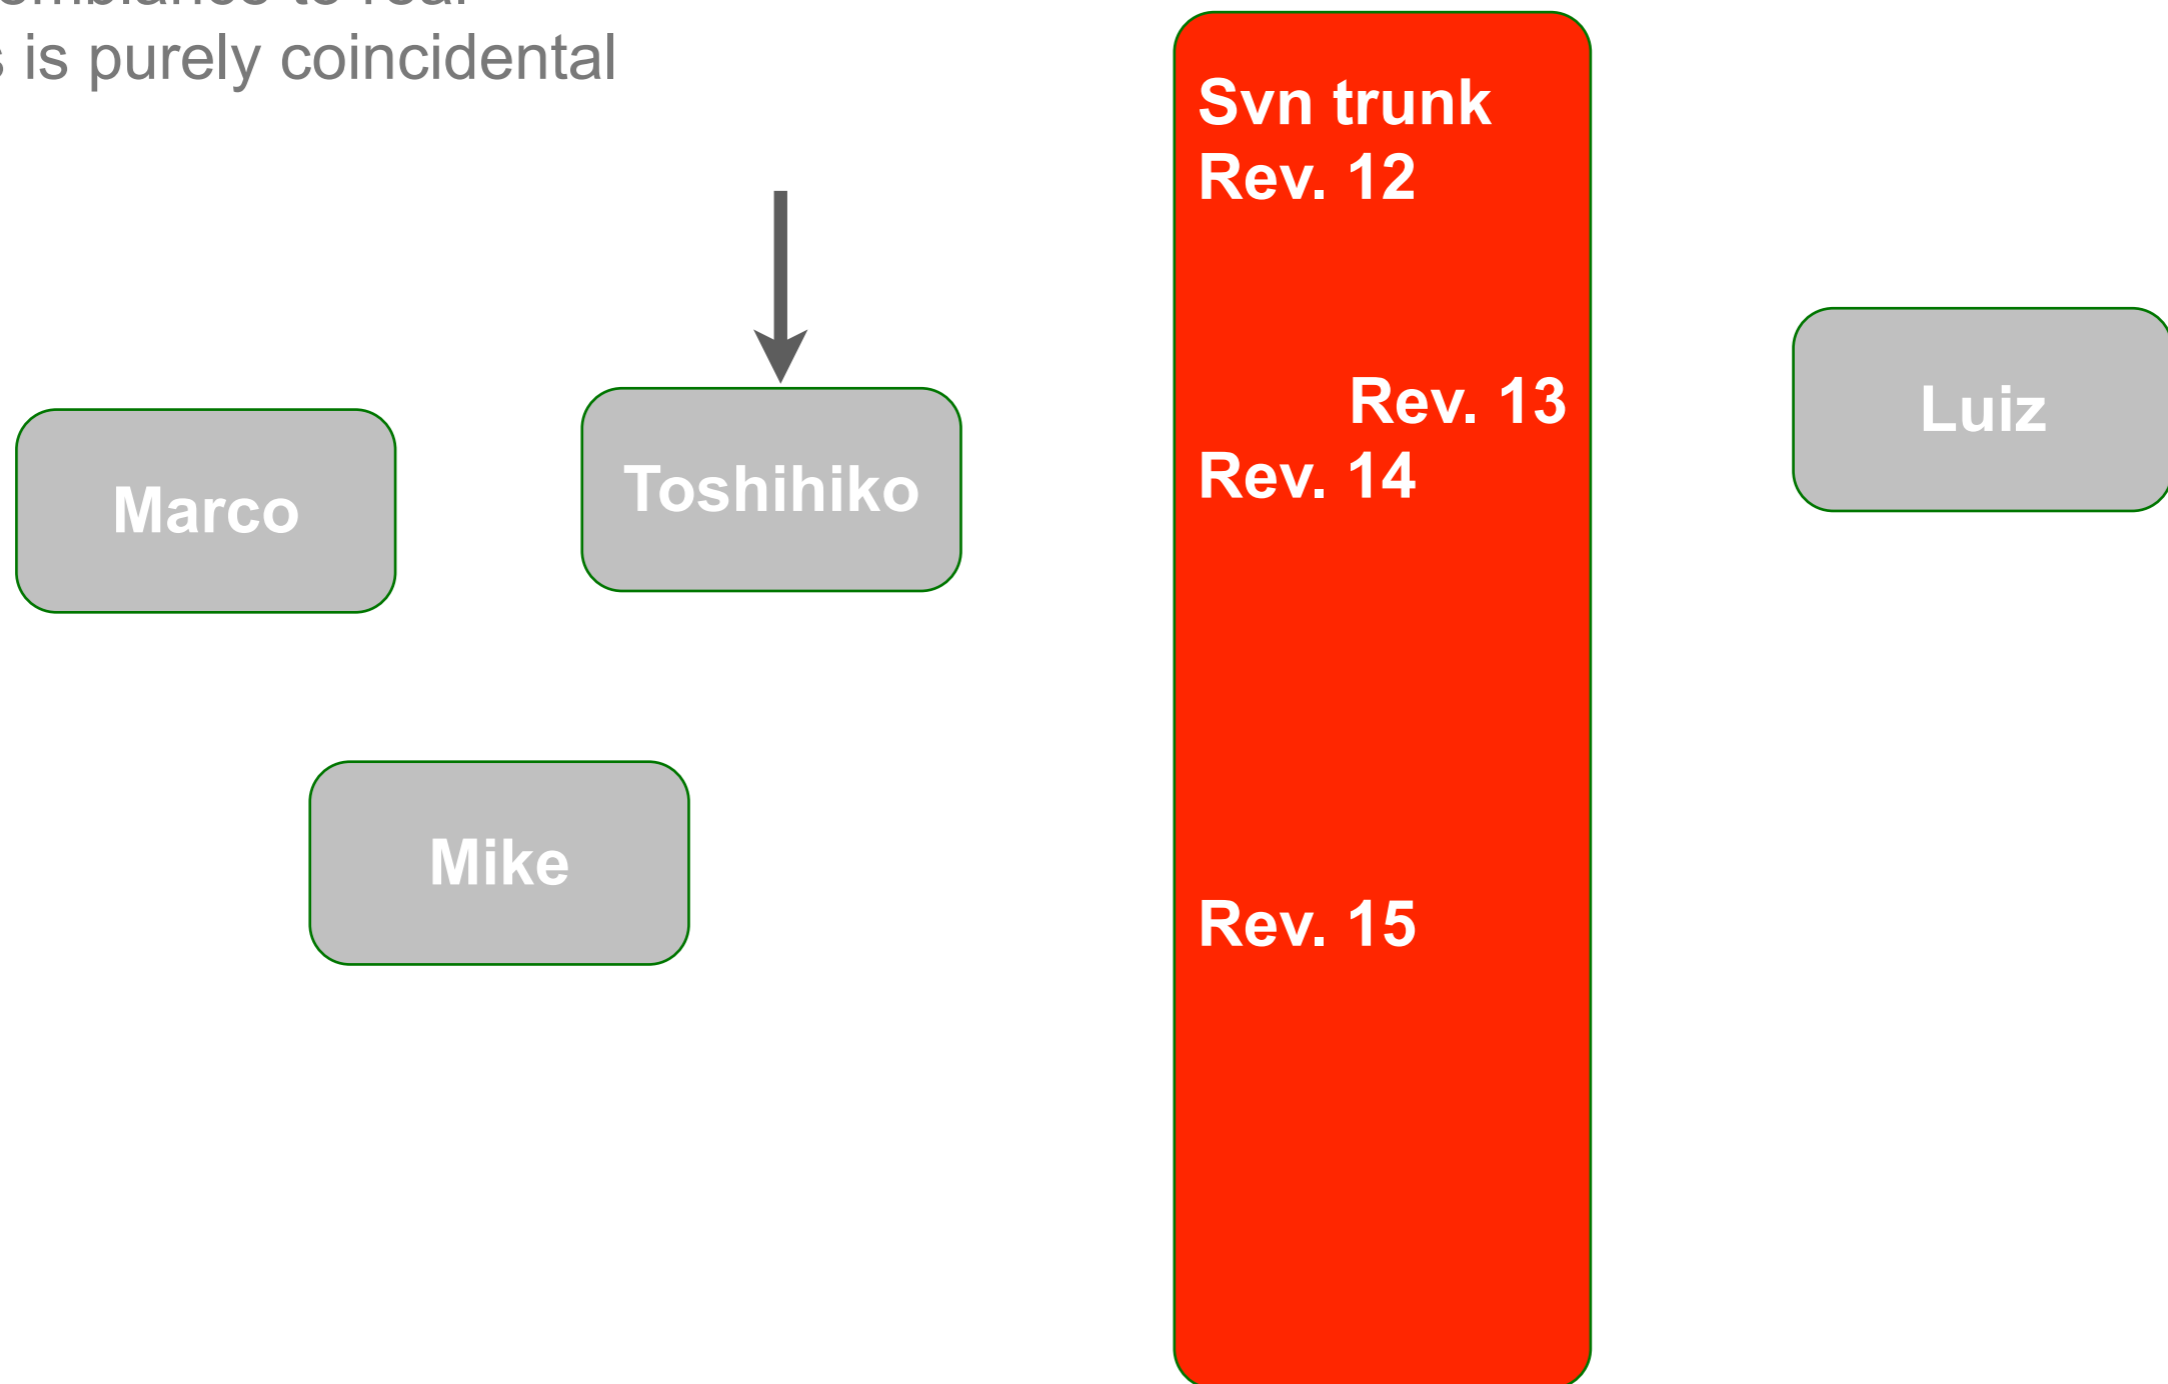 is purely coincidental
Svn trunk
Rev. 12
Rev. 13
Rev. 14
Rev. 15
Marco
Toshihiko
Luiz
Mike